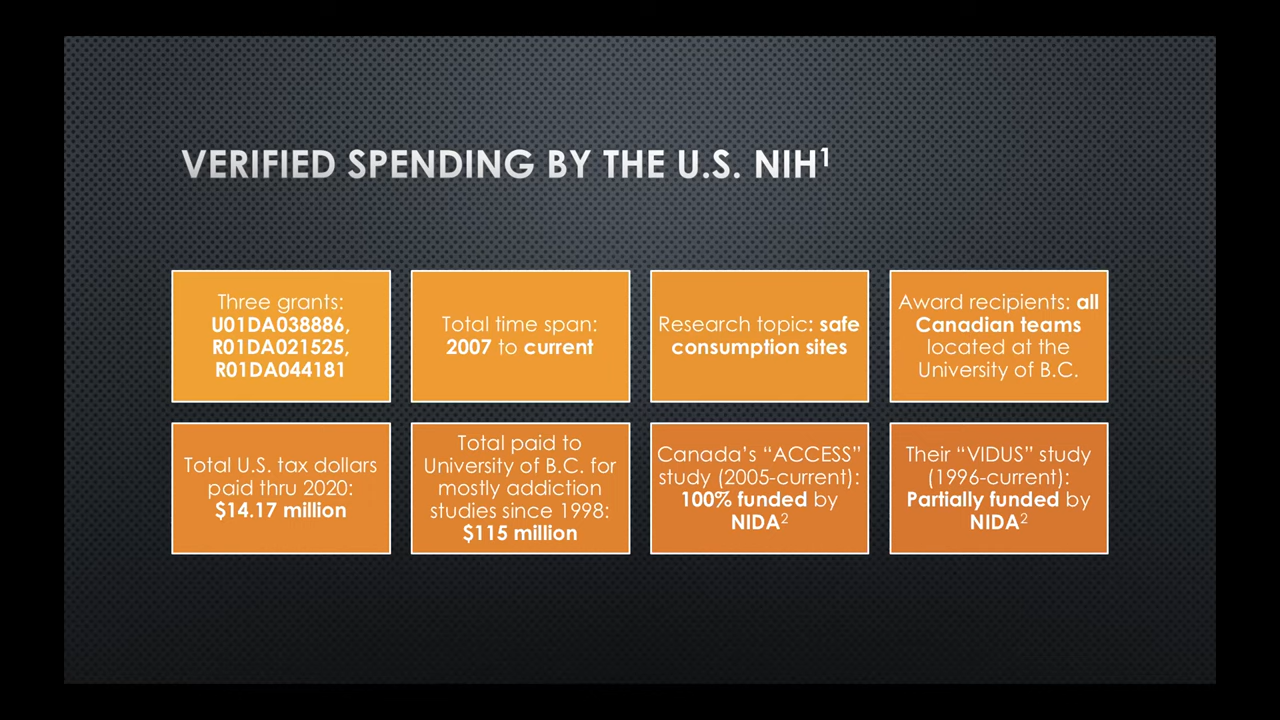 VERIFIED SPENDING BY THE U.S. NIH¹
Three grants:
U01DA038886,
R01DA021525,
R01DA044181
Total time span:
2007 to current
Research topic: safe
consumption sites
Award recipients: all
Canadian teams
located at the
University of B.C.
Total U.S. tax dollars
paid thru 2020:
$14.17 million
Total paid to
University of B.C. for
mostly addiction
studies since 1998:
$115 million
Canada's “ACCESS”
study (2005-current):
100% funded by
NIDA²
Their “VIDUS” study
(1996-current):
Partially funded by
NIDA²